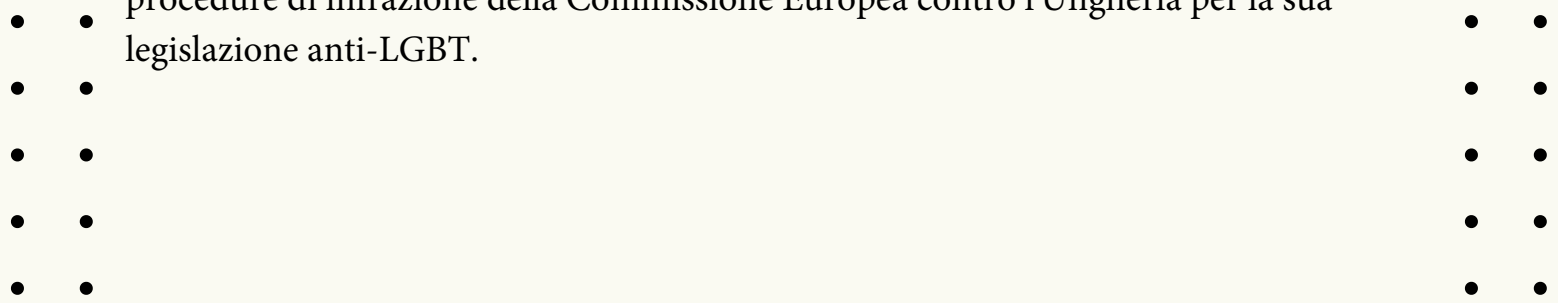 procedure di infrazione della Commissione Europea contro l'Ungheria per la sua
legislazione anti-LGBT.